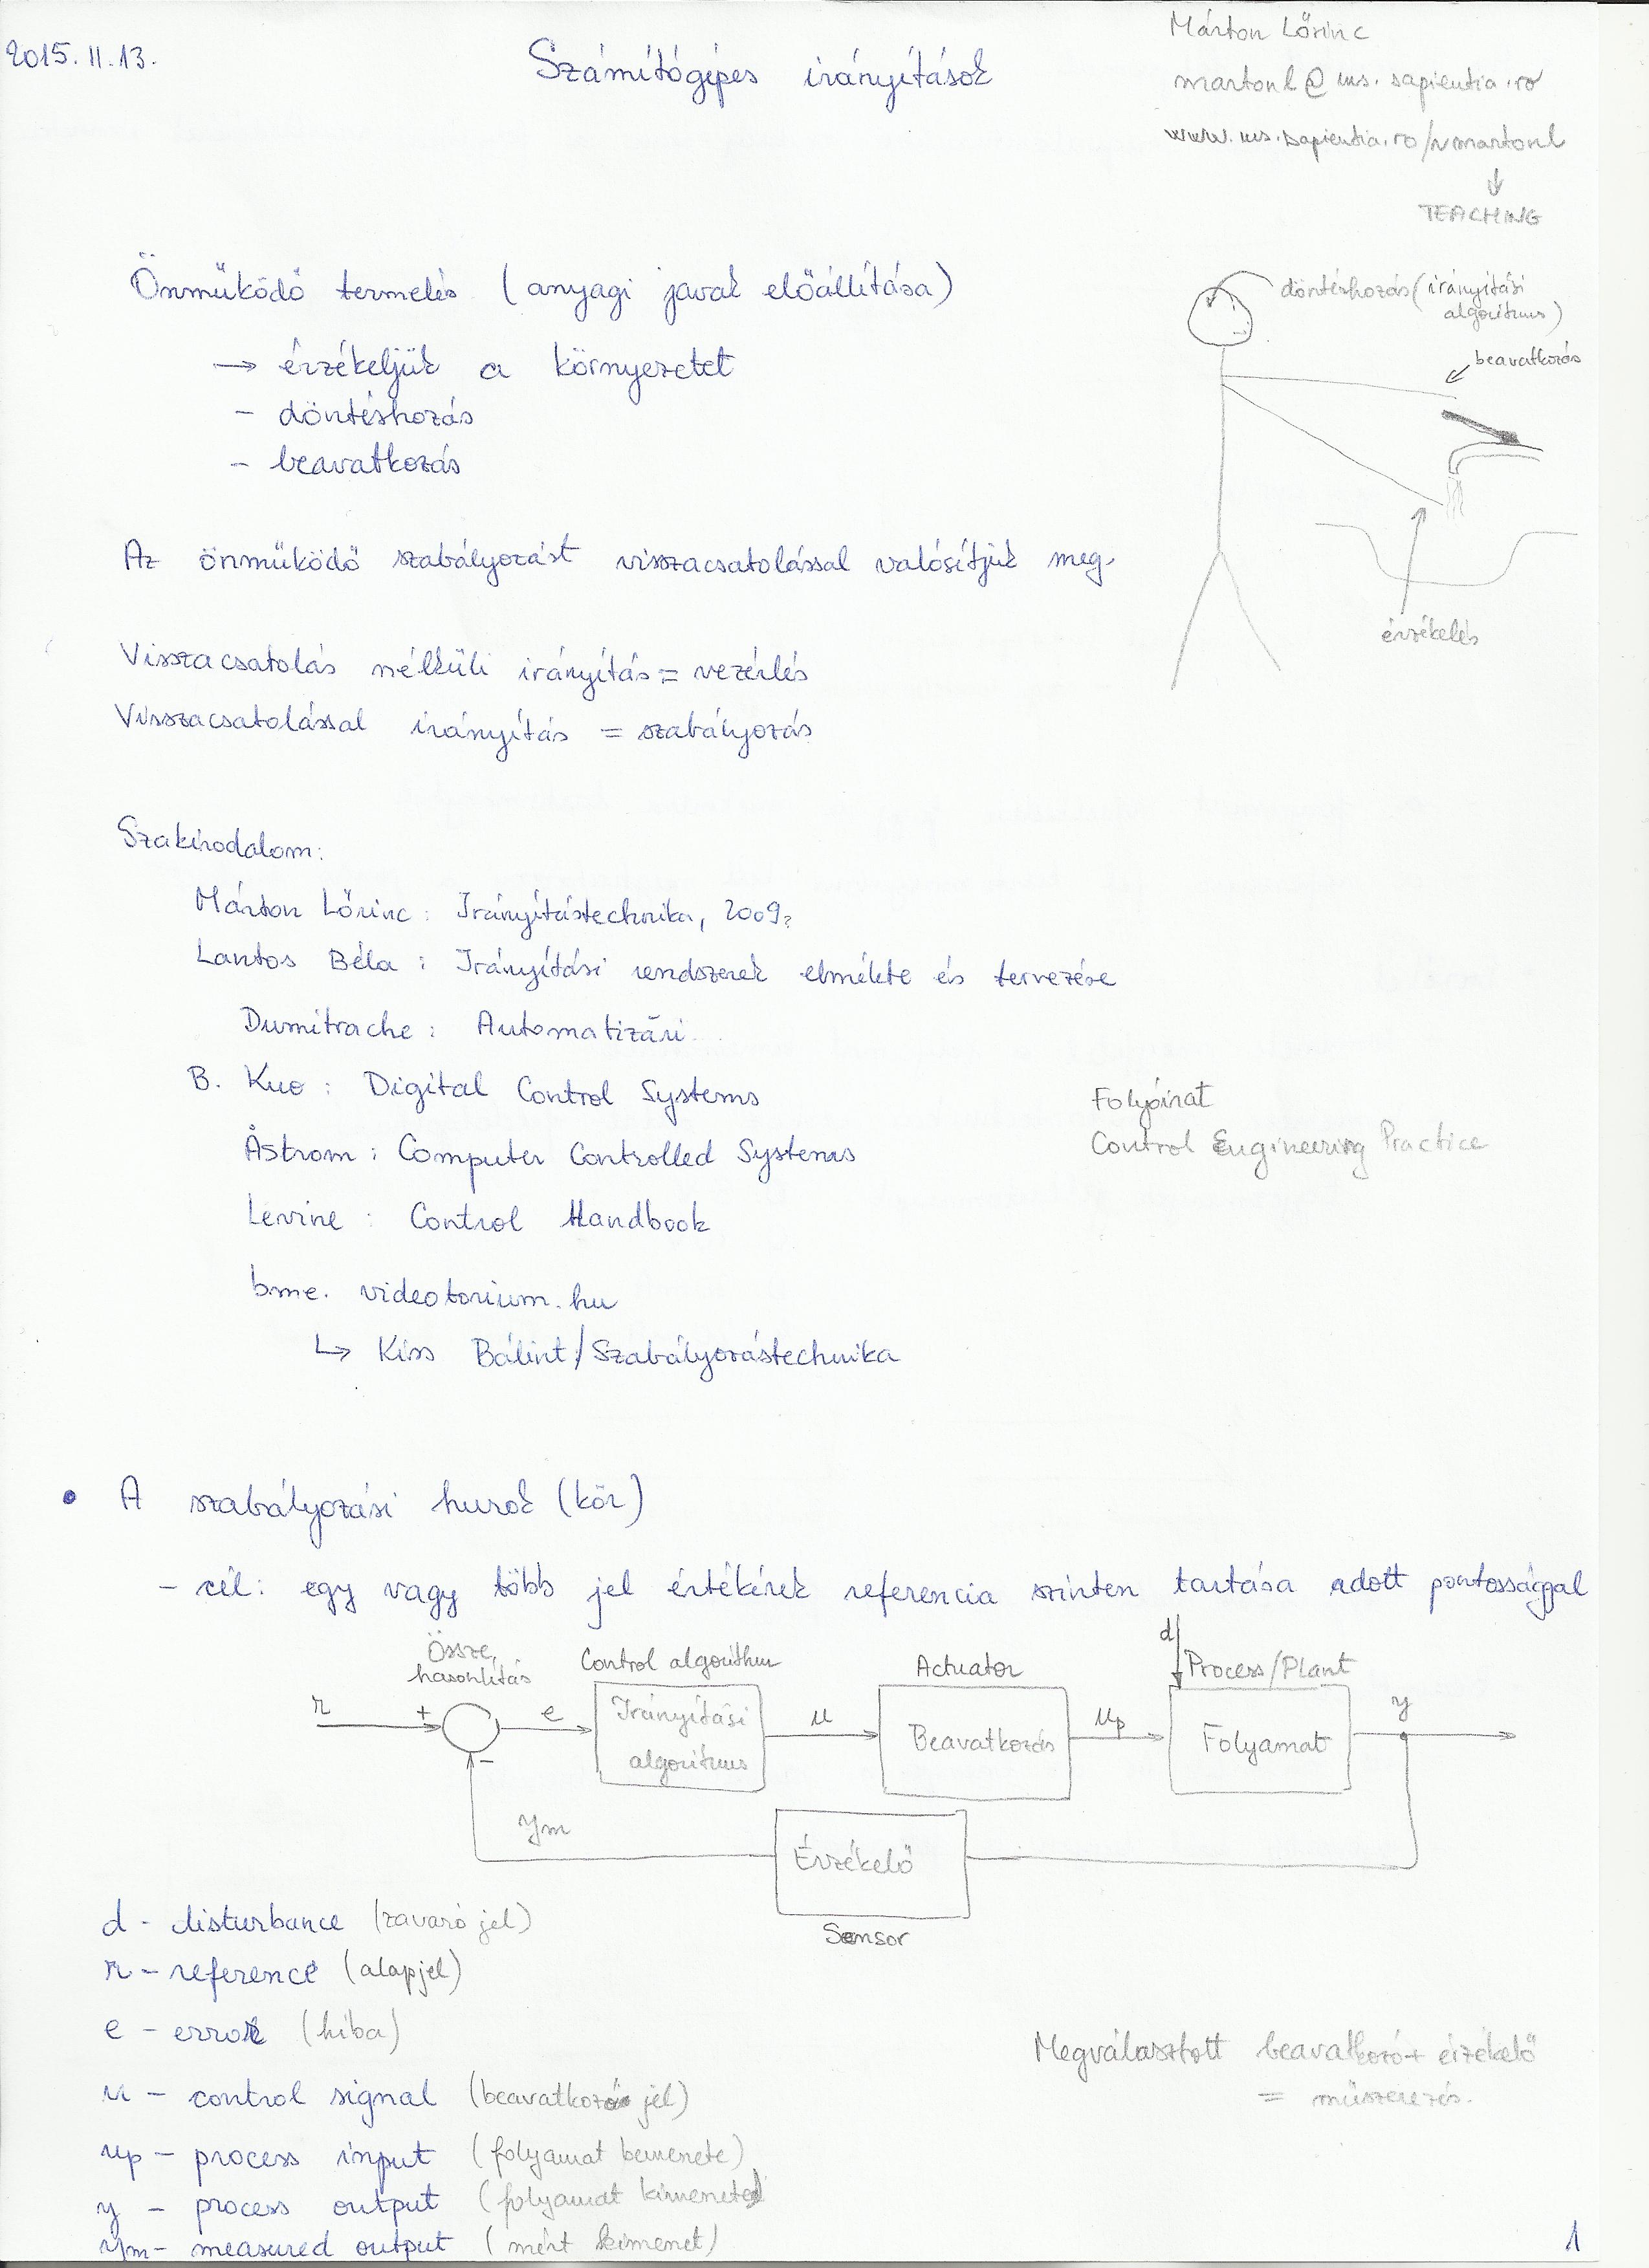 2015. 11. 13.
Számítógépes irányítások
Márton Lőrinc
martonl@ms.sapientia.ro
www.ms.sapientia.ro/~martonl
↓
TEACHING
Önműködő termelés (anyagi javak előállítása)
→ érzékeljük a környezetet
- döntéshozás
- beavatkozás
döntéshozás (irányítási
algoritmus)
beavatkozás
érzékelés
Az önműködő szabályozást visszacsatolással valósítjuk meg.
Visszacsatolás nélküli irányítás = vezérlés
Visszacsatolással irányítás = szabályozás
Szakirodalom:
Márton Lőrinc: Irányítástechnika, 2009?
Lantos Béla: Irányítási rendszerek elmélete és tervezése
Dumitrache: Automatizări
B. Kuo: Digital Control Systems
Åstrom: Computer Controlled Systems
Levine: Control Handbook
Folyóirat
Control Engineering Practice
bme.videotorium.hu
↳ Kiss Bálint/Szabályozástechnika
• A szabályozási hurok (kör)
- cél: egy vagy több jel értékének referencia szinten tartása adott pontossággal
Össze
hasonlítás
Control algorithm
Actuator
d
Process/Plant
r
+
-
e
Irányítási
algoritmus
u
Beavatkozás
up
Folyamat
y
ym
Érzékelő
Sensor
d - disturbance (zavaró jel)
r - reference (alapjel)
e - error (hiba)
u - control signal (beavatkozó jel)
up - process input (folyamat bemenete)
y - process output (folyamat kimenete)
ym - measured output (mért kimenet)
Megválasztott beavatkozó + érzékelő
= műszerezés.
1